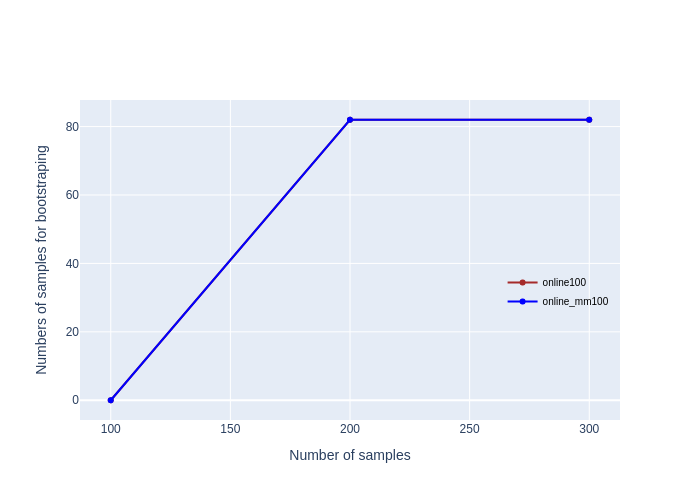 80
60
40
20
0
Numbers of samples for bootstraping
online100
online_mm100
100 150 200 250 300
Number of samples